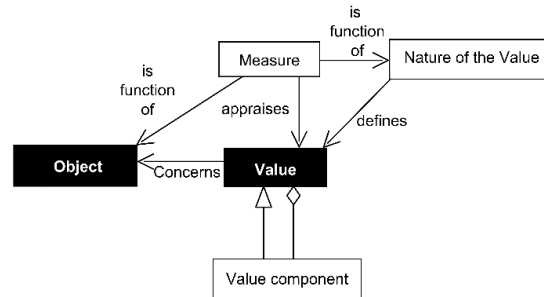 is
function
of
Measure
Nature of the Value
is
function
of
appraises
defines
Object
Concerns
Value
Value component